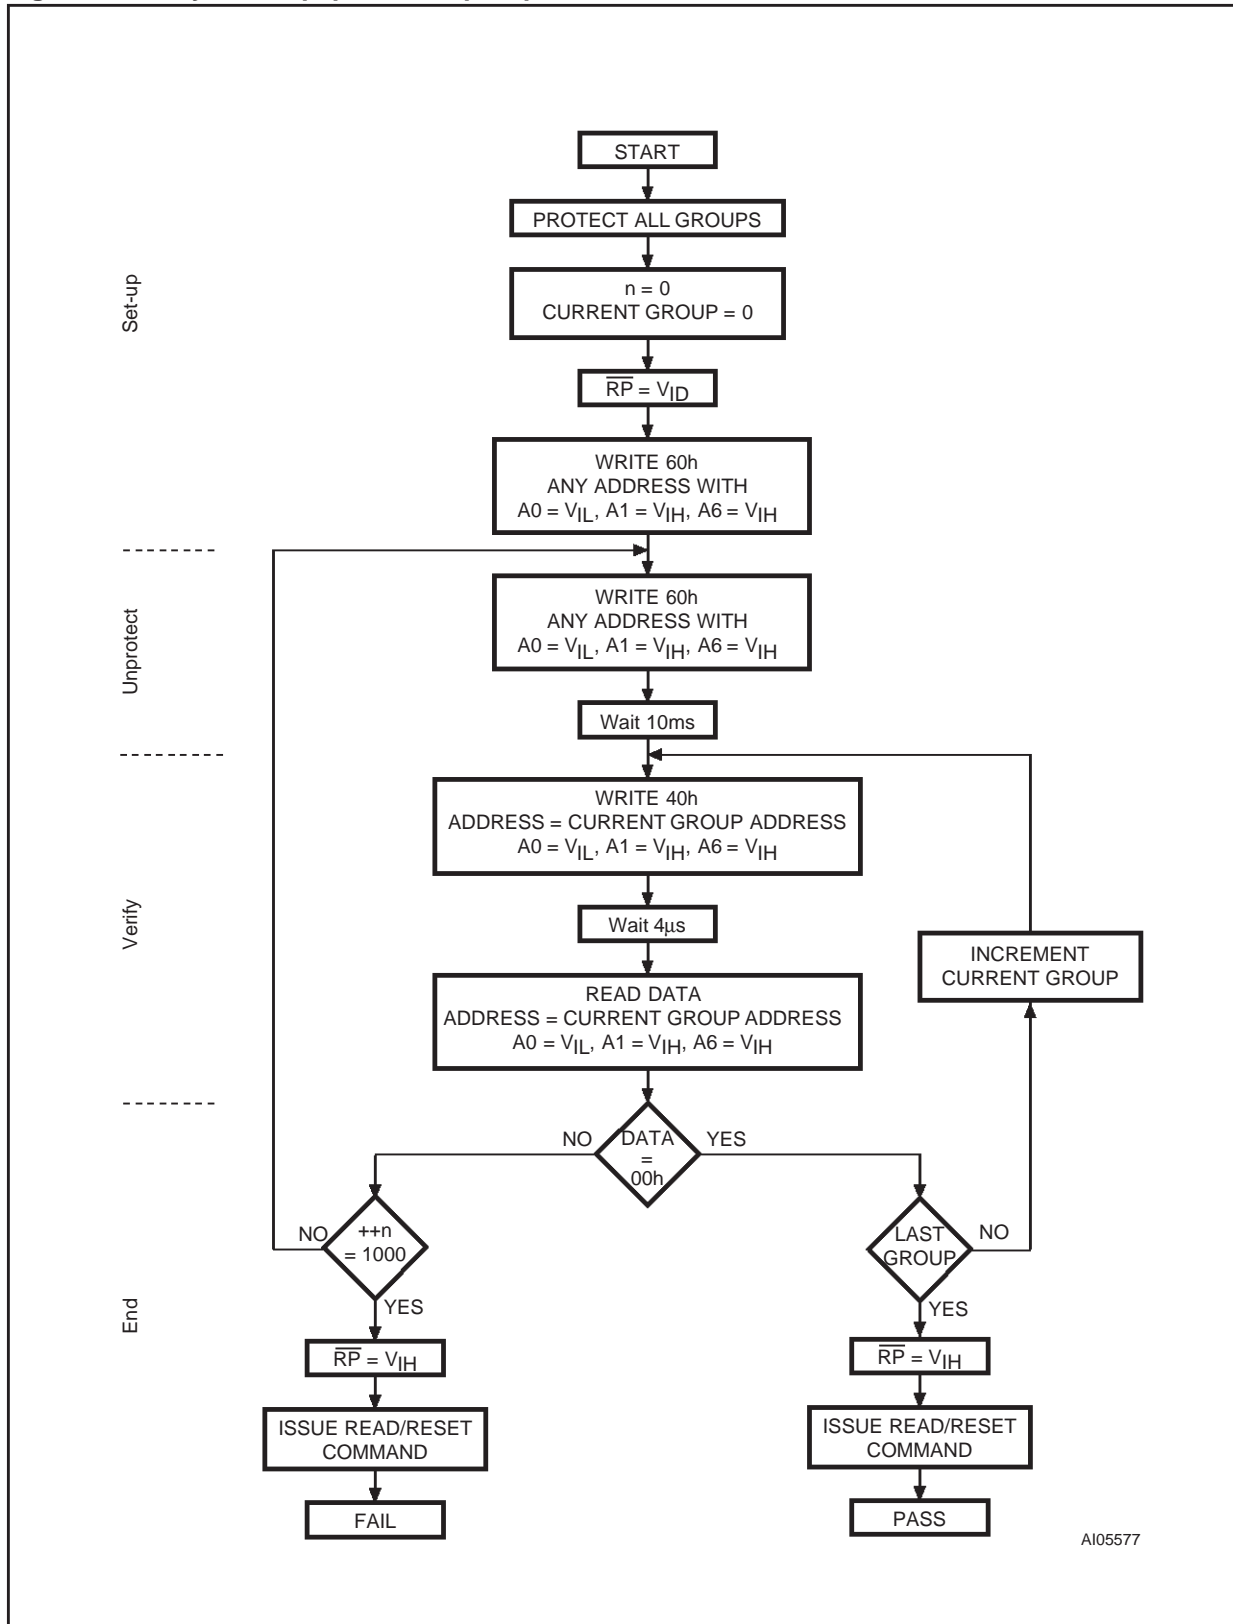 START
PROTECT ALL GROUPS
Set-up
n = 0
CURRENT GROUP = 0
RP = VID
WRITE 60h
ANY ADDRESS WITH
A0 = VIL, A1 = VIH, A6 = VIH
Unprotect
WRITE 60h
ANY ADDRESS WITH
A0 = VIL, A1 = VIH, A6 = VIH
Wait 10ms
Verify
WRITE 40h
ADDRESS = CURRENT GROUP ADDRESS
A0 = VIL, A1 = VIH, A6 = VIH
Wait 4µs
INCREMENT
CURRENT GROUP
READ DATA
ADDRESS = CURRENT GROUP ADDRESS
A0 = VIL, A1 = VIH, A6 = VIH
End
NO
DATA
=
00h
YES
NO
++n
= 1000
YES
LAST
GROUP
NO
YES
RP = VIH
RP = VIH
ISSUE READ/RESET
COMMAND
ISSUE READ/RESET
COMMAND
FAIL
PASS
AI05577